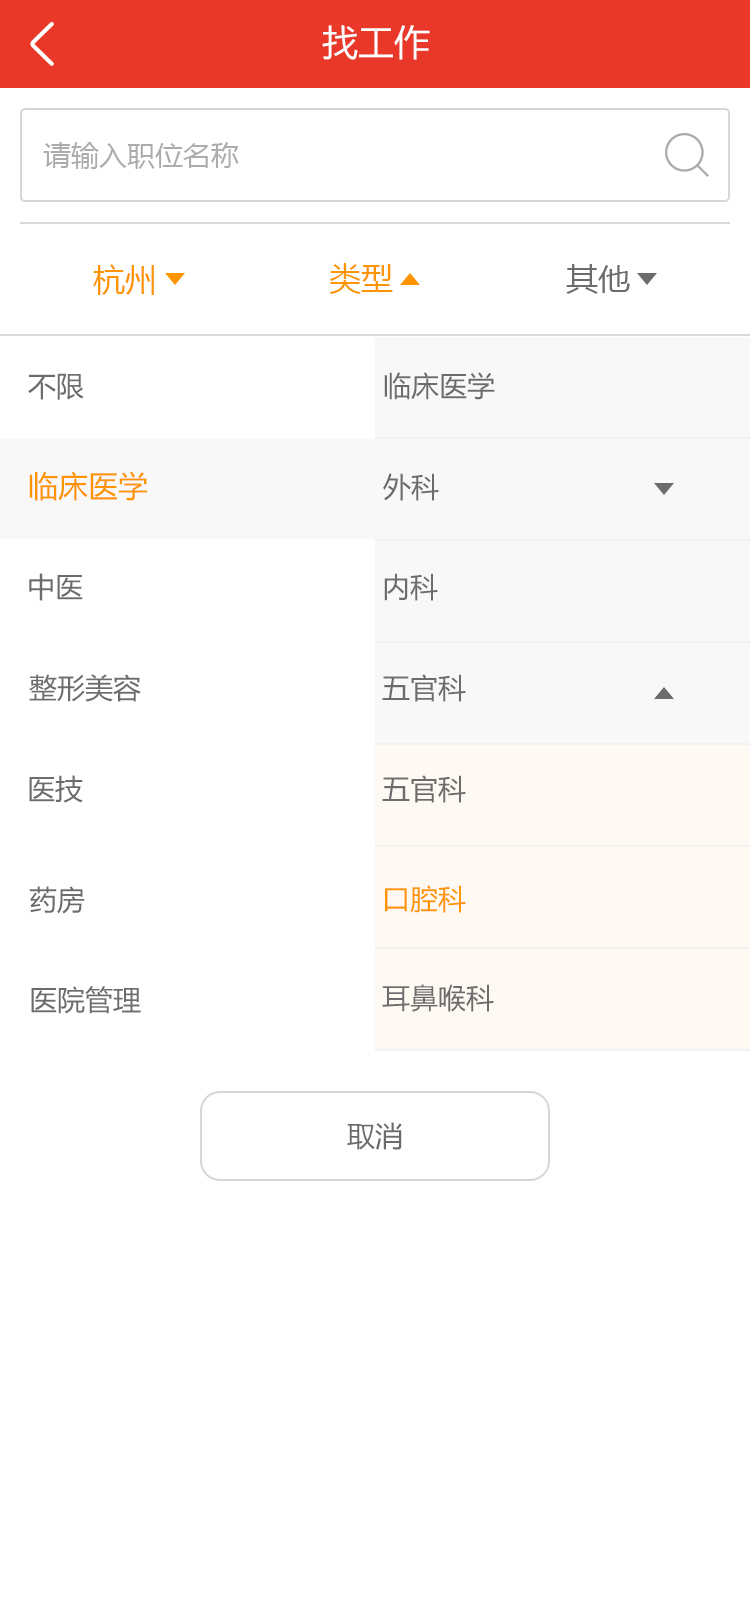 找工作
请输入职位名称
杭州 类型 其他
不限 临床医学
临床医学 外科
中医 内科
整形美容 五官科
医技 五官科
药房 口腔科
医院管理 耳鼻喉科
取消